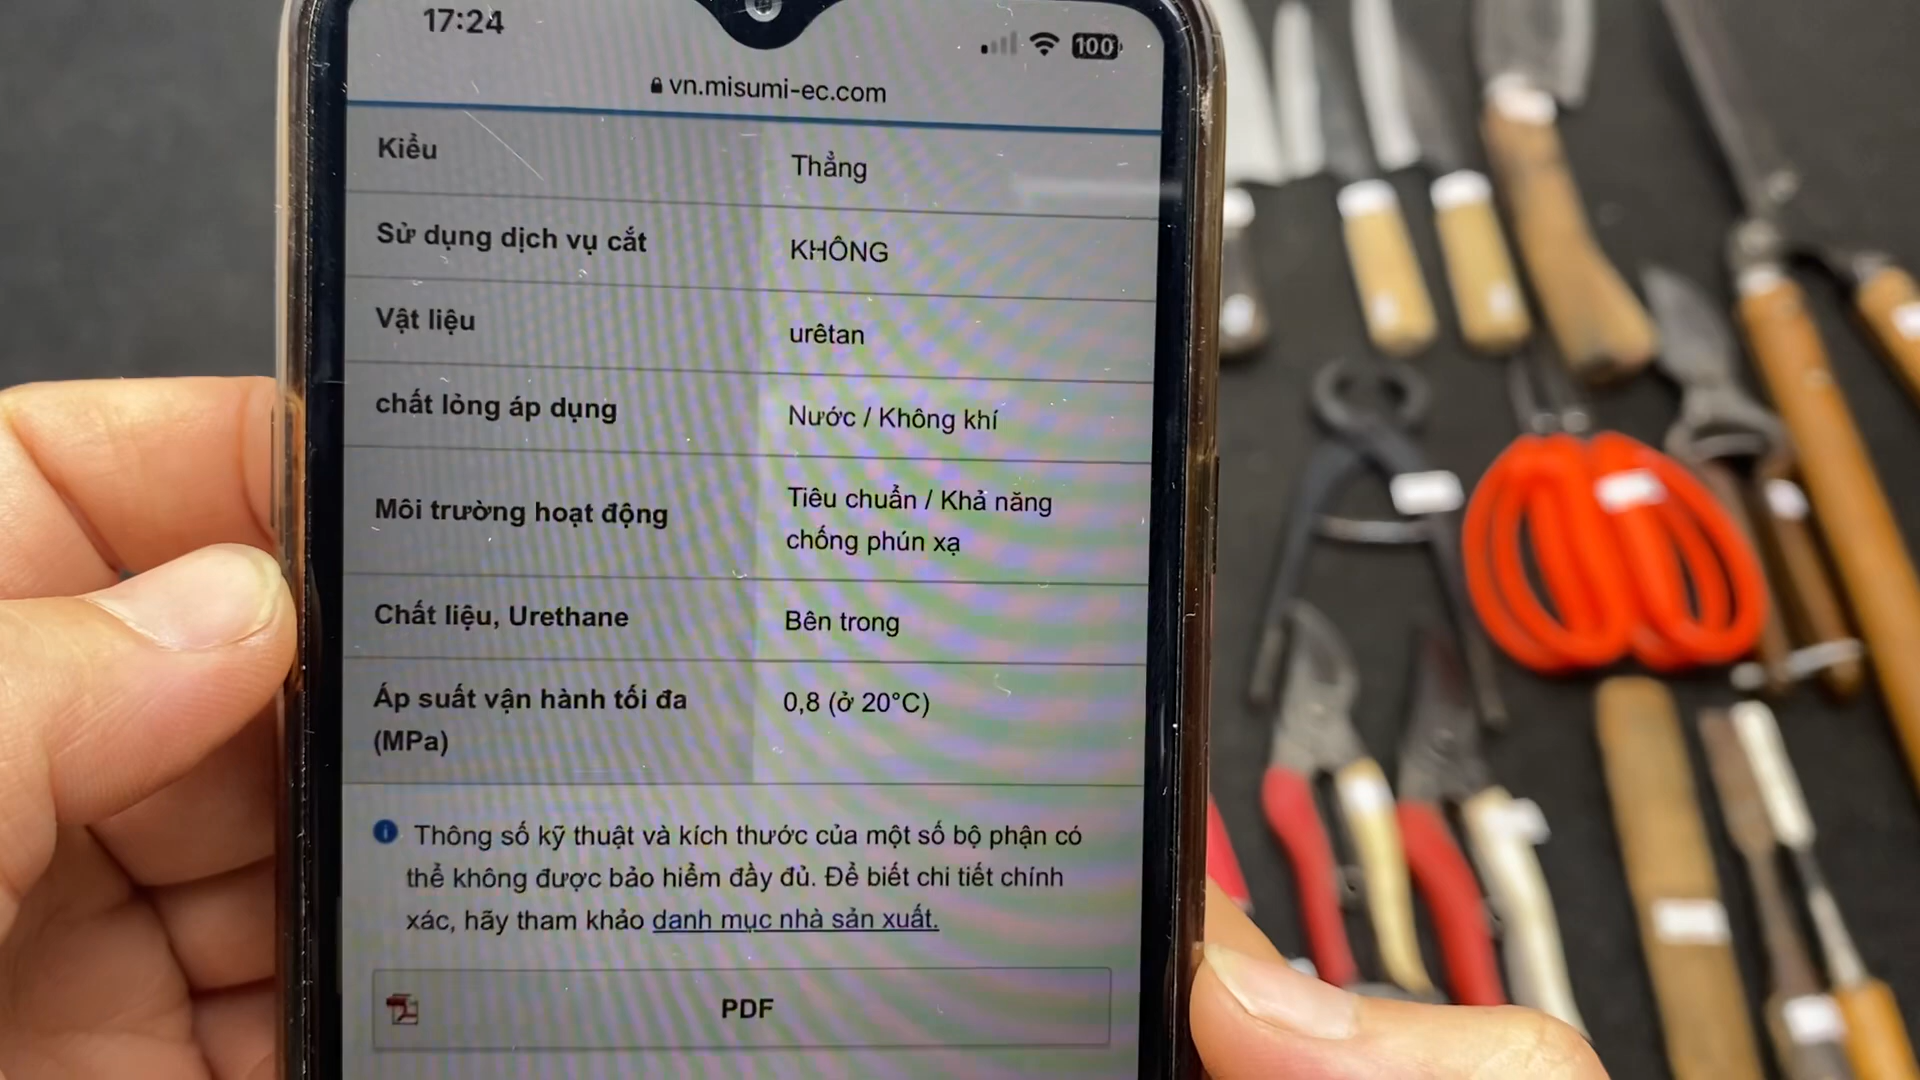 17:24
100
vn.misumi-ec.com
Kiểu
Thẳng
Sử dụng dịch vụ cắt
KHÔNG
Vật liệu
urêtan
chất lỏng áp dụng
Nước / Không khí
Môi trường hoạt động
Tiêu chuẩn / Khả năng
chống phún xạ
Chất liệu, Urethane
Bên trong
Áp suất vận hành tối đa
(MPa)
0,8 (ở 20°C)
Thông số kỹ thuật và kích thước của một số bộ phận có
thể không được bảo hiểm đầy đủ. Để biết chi tiết chính
xác, hãy tham khảo danh mục nhà sản xuất.
PDF